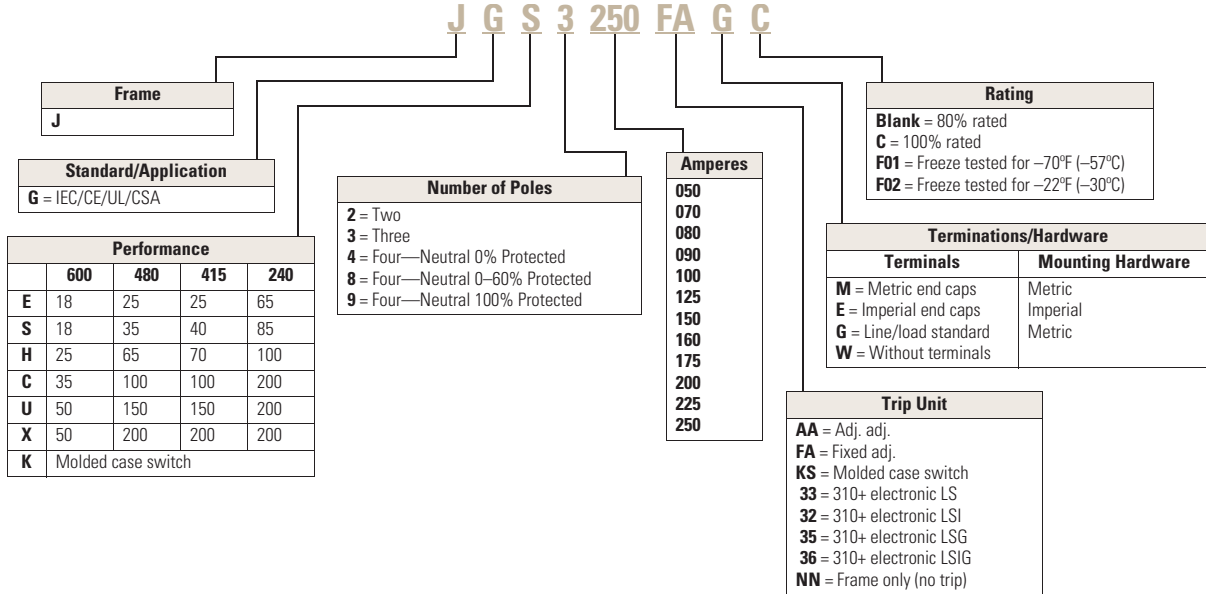 J G S 3 250 FA G C
Frame
J
Standard/Application
G = IEC/CE/UL/CSA
Performance
600 480 415 240
E 18 25 25 65
S 18 35 40 85
H 25 65 70 100
C 35 100 100 200
U 50 150 150 200
X 50 200 200 200
K Molded case switch
Number of Poles
2 = Two
3 = Three
4 = Four—Neutral 0% Protected
8 = Four—Neutral 0–60% Protected
9 = Four—Neutral 100% Protected
Amperes
050
070
080
090
100
125
150
160
175
200
225
250
Rating
Blank = 80% rated
C = 100% rated
F01 = Freeze tested for –70ºF (–57ºC)
F02 = Freeze tested for –22ºF (–30ºC)
Terminations/Hardware
Terminals Mounting Hardware
M = Metric end caps Metric
E = Imperial end caps Imperial
G = Line/load standard Metric
W = Without terminals
Trip Unit
AA = Adj. adj.
FA = Fixed adj.
KS = Molded case switch
33 = 310+ electronic LS
32 = 310+ electronic LSI
35 = 310+ electronic LSG
36 = 310+ electronic LSIG
NN = Frame only (no trip)